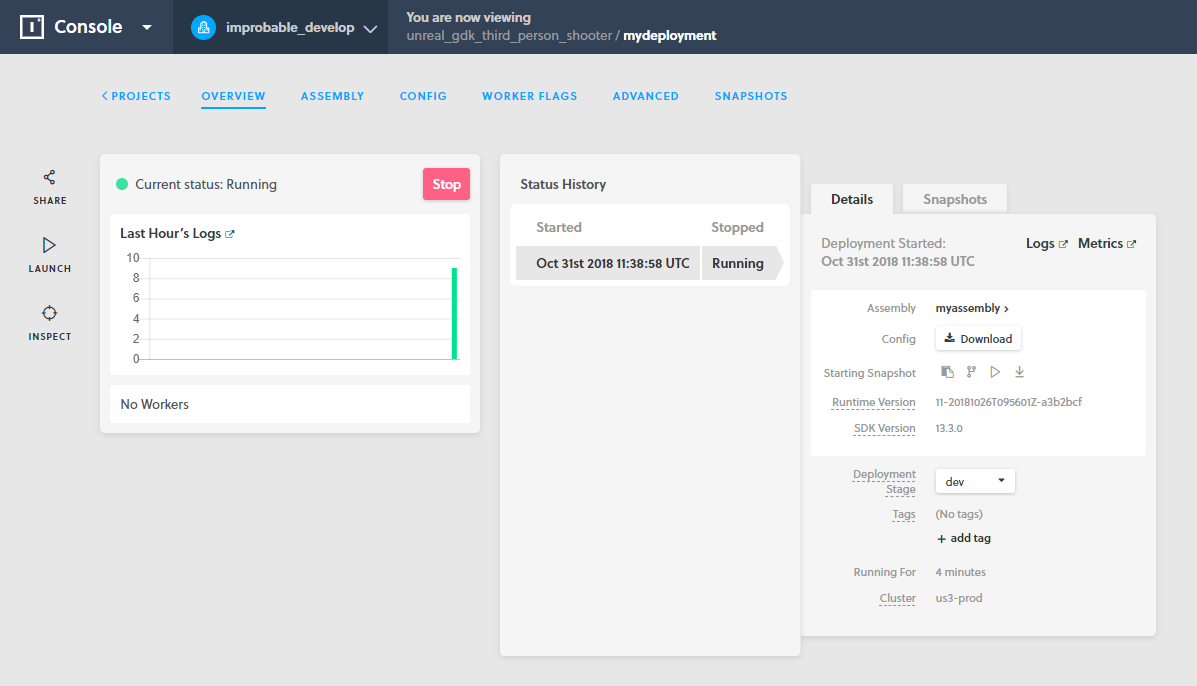 Console
improbable_develop
You are now viewing
unreal_gdk_third_person_shooter / mydeployment
PROJECTS
OVERVIEW
ASSEMBLY
CONFIG
WORKER FLAGS
ADVANCED
SNAPSHOTS
SHARE
LAUNCH
INSPECT
Current status: Running
Stop
Last Hour's Logs
10
8
6
4
2
0
No Workers
Status History
Started Stopped
Oct 31st 2018 11:38:58 UTC Running
Details
Snapshots
Deployment Started:
Oct 31st 2018 11:38:58 UTC
Logs
Metrics
Assembly myassembly ›
Config Download
Starting Snapshot
Runtime Version 11-20181026T095601Z-a3b2bcf
SDK Version 13.3.0
Deployment
Stage
dev
Tags (No tags)
+ add tag
Running For 4 minutes
Cluster us3-prod